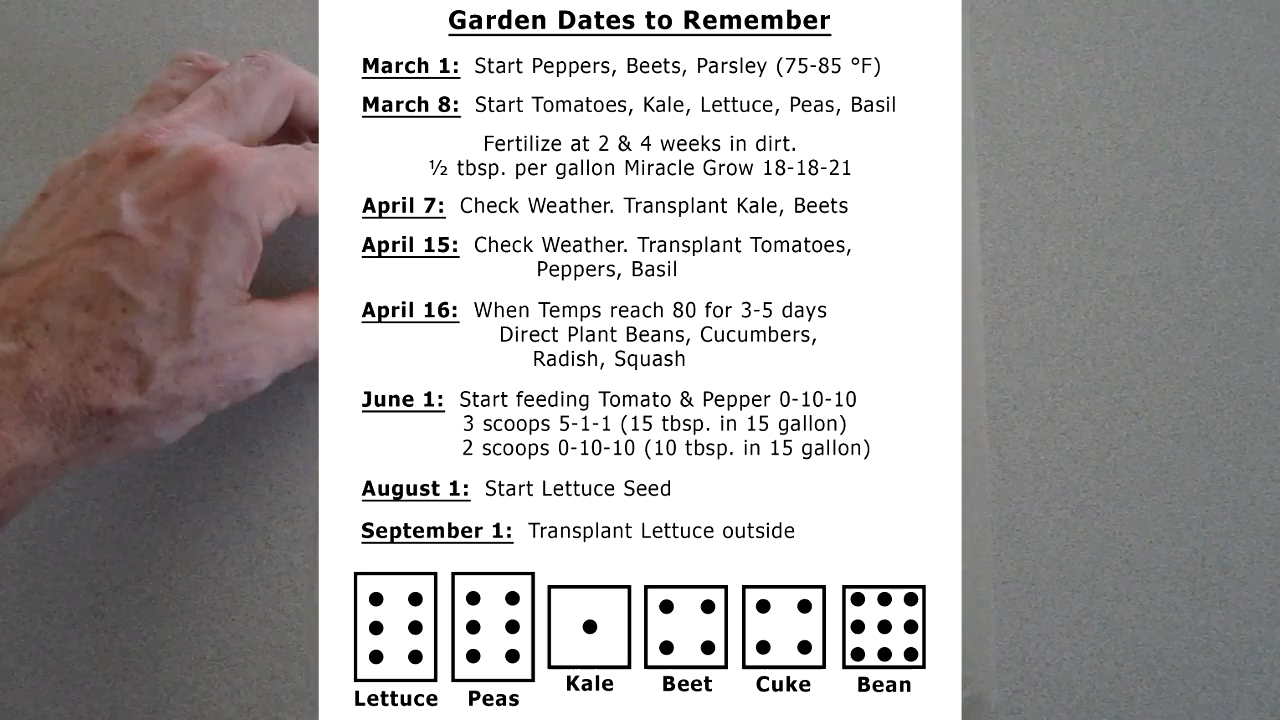 Garden Dates to Remember
March 1: Start Peppers, Beets, Parsley (75-85 °F)
March 8: Start Tomatoes, Kale, Lettuce, Peas, Basil
Fertilize at 2 & 4 weeks in dirt.
½ tbsp. per gallon Miracle Grow 18-18-21
April 7: Check Weather. Transplant Kale, Beets
April 15: Check Weather. Transplant Tomatoes,
Peppers, Basil
April 16: When Temps reach 80 for 3-5 days
Direct Plant Beans, Cucumbers,
Radish, Squash
June 1: Start feeding Tomato & Pepper 0-10-10
3 scoops 5-1-1 (15 tbsp. in 15 gallon)
2 scoops 0-10-10 (10 tbsp. in 15 gallon)
August 1: Start Lettuce Seed
September 1: Transplant Lettuce outside
Lettuce Peas Kale Beet Cuke Bean